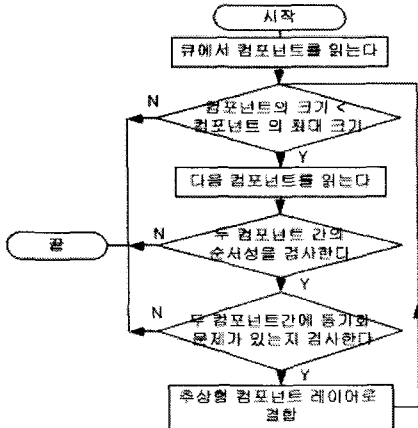 시작
큐에서 컴포넌트를 읽는다
N
컴포넌트의 크기 <
컴포넌트 의 최대 크기
Y
다음 컴포넌트를 읽는다
끝
N
두 컴포넌트 간의
순서성을 검사한다
Y
N
두 컴포넌트간에 동기화
문제가 있는지 검사한다
Y
추상형 컴포넌트 레이어로
결합